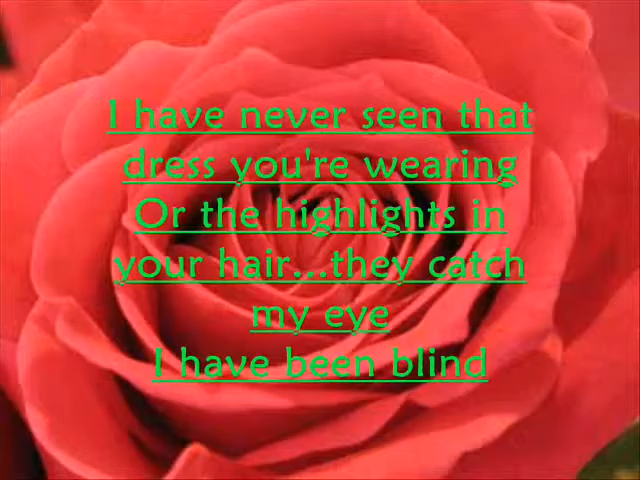 I have never seen that
dress you're wearing
Or the highlights in
your hair...they catch
my eye
I have been blind